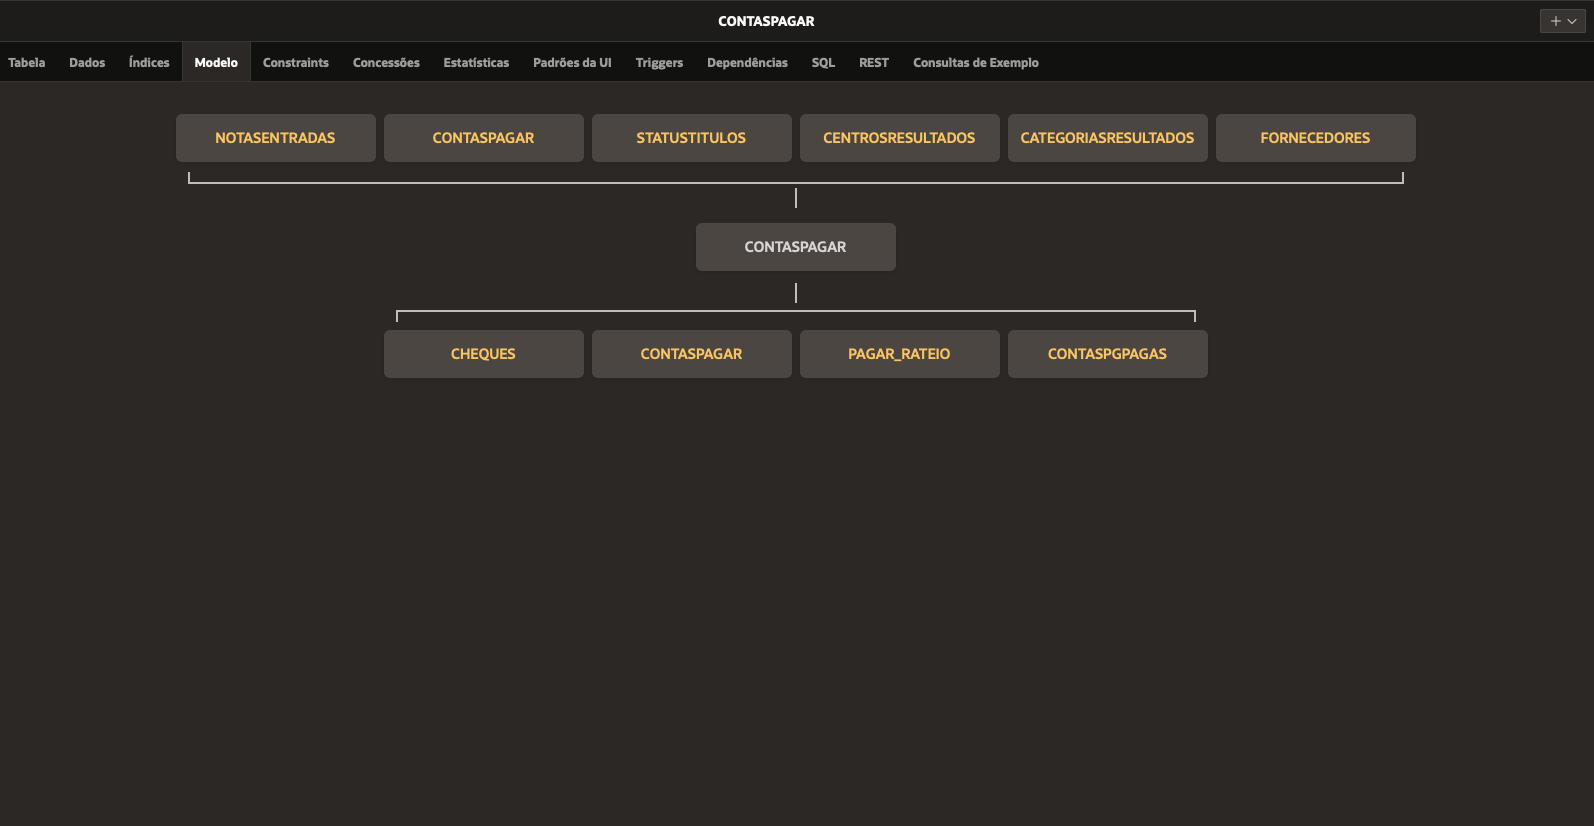 CONTASPAGAR
Tabela Dados Índices Modelo Constraints Concessões Estatísticas Padrões da UI Triggers Dependências SQL REST Consultas de Exemplo
NOTASENTRADAS CONTASPAGAR STATUSTITULOS CENTROSRESULTADOS CATEGORIASRESULTADOS FORNECEDORES
CONTASPAGAR
CHEQUES CONTASPAGAR PAGAR_RATEIO CONTASPGPAGAS